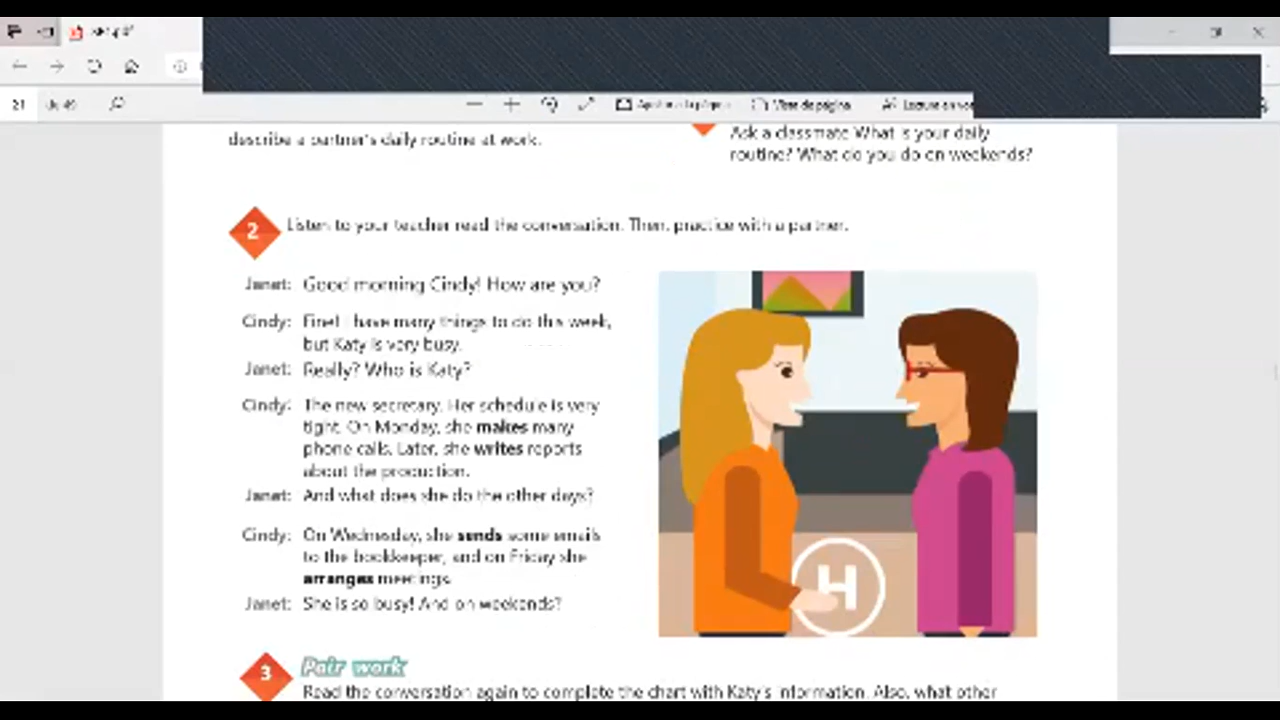 21 de 49
describe a partner's daily routine at work.
Ask a classmate What is your daily
routine? What do you do on weekends?
2 Listen to your teacher read the conversation. Then, practice with a partner.
Janet: Good morning Cindy! How are you?
Cindy: Fine! I have many things to do this week,
but Katy is very busy.
Janet: Really? Who is Katy?
Cindy: The new secretary. Her schedule is very
tight. On Monday, she makes many
phone calls. Later, she writes reports
about the production.
Janet: And what does she do the other days?
Cindy: On Wednesday, she sends some emails
to the bookkeeper, and on Friday she
arranges meetings.
Janet: She is so busy! And on weekends?
H
3 Pair work
Read the conversation again to complete the chart with Katy's information. Also, what other